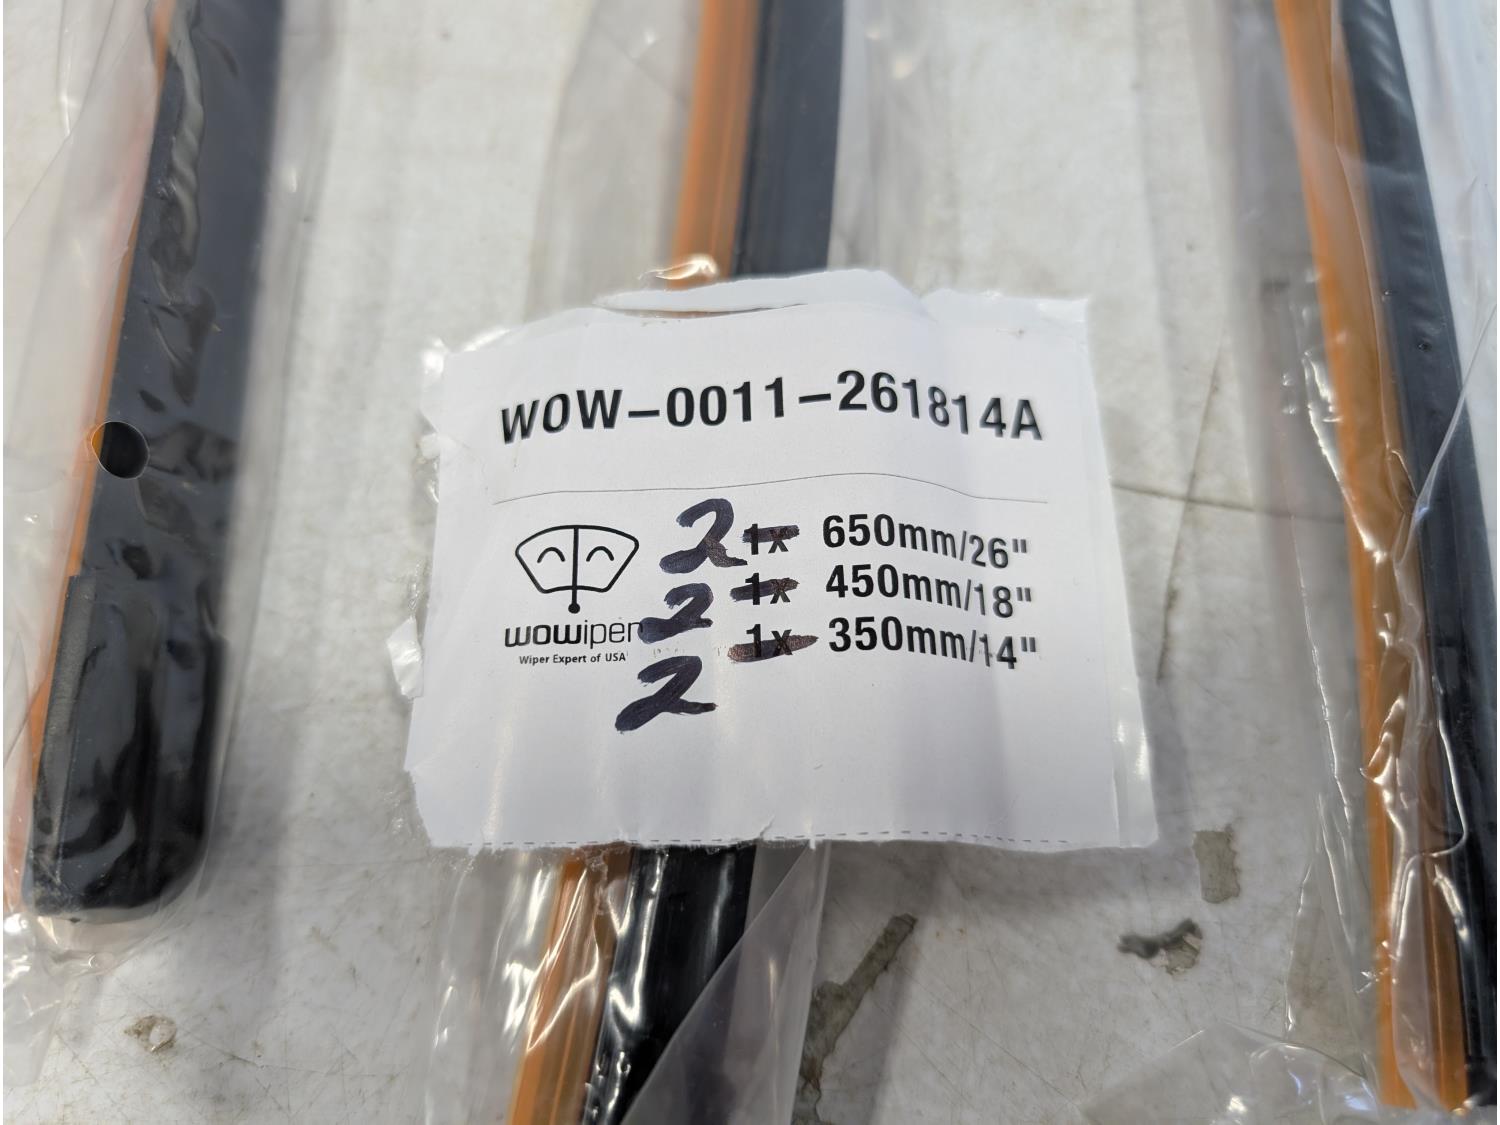 WOW-0011-261814A
2 1x 650mm/26"
2 1x 450mm/18"
2 1x 350mm/14"
WOWiper
Wiper Expert of USA